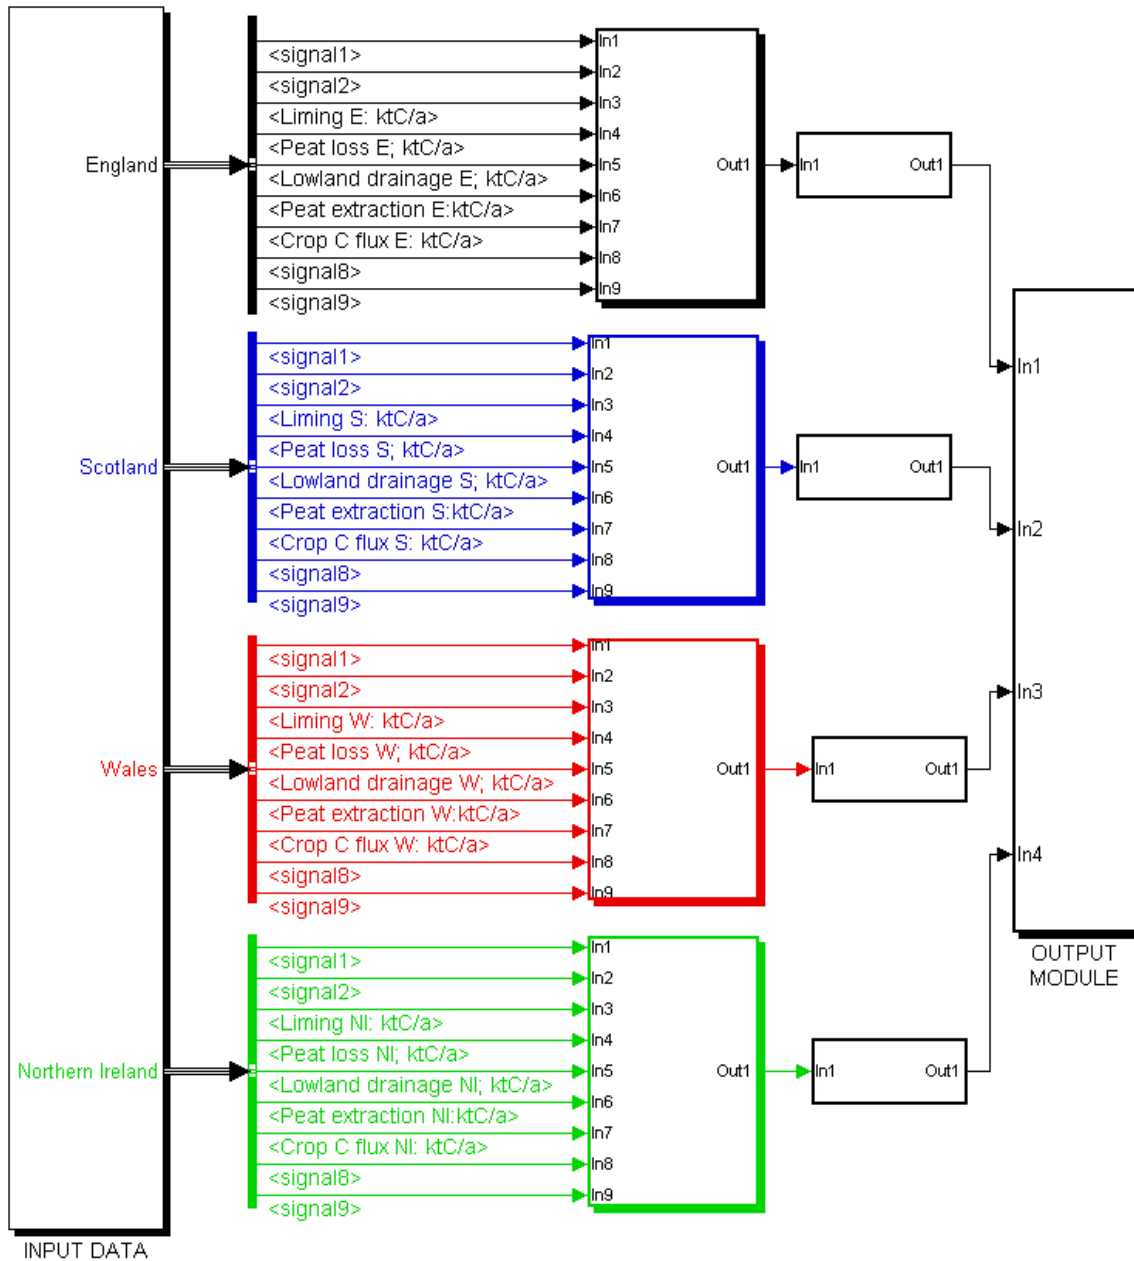 England
<signal1>
<signal2>
<Liming E: ktC/a>
<Peat loss E; ktC/a>
<Lowland drainage E; ktC/a>
<Peat extraction E:ktC/a>
<Crop C flux E: ktC/a>
<signal8>
<signal9>
In1
In2
In3
In4
In5
In6
In7
In8
In9
Out1
In1
Out1
Scotland
<signal1>
<signal2>
<Liming S: ktC/a>
<Peat loss S; ktC/a>
<Lowland drainage S; ktC/a>
<Peat extraction S:ktC/a>
<Crop C flux S: ktC/a>
<signal8>
<signal9>
In1
In2
In3
In4
In5
In6
In7
In8
In9
Out1
In1
Out1
Wales
<signal1>
<signal2>
<Liming W: ktC/a>
<Peat loss W; ktC/a>
<Lowland drainage W; ktC/a>
<Peat extraction W:ktC/a>
<Crop C flux W: ktC/a>
<signal8>
<signal9>
In1
In2
In3
In4
In5
In6
In7
In8
In9
Out1
In1
Out1
Northern Ireland
<signal1>
<signal2>
<Liming NI: ktC/a>
<Peat loss NI; ktC/a>
<Lowland drainage NI; ktC/a>
<Peat extraction NI:ktC/a>
<Crop C flux NI: ktC/a>
<signal8>
<signal9>
In1
In2
In3
In4
In5
In6
In7
In8
In9
Out1
In1
Out1
In1
In2
In3
In4
OUTPUT
MODULE
INPUT DATA